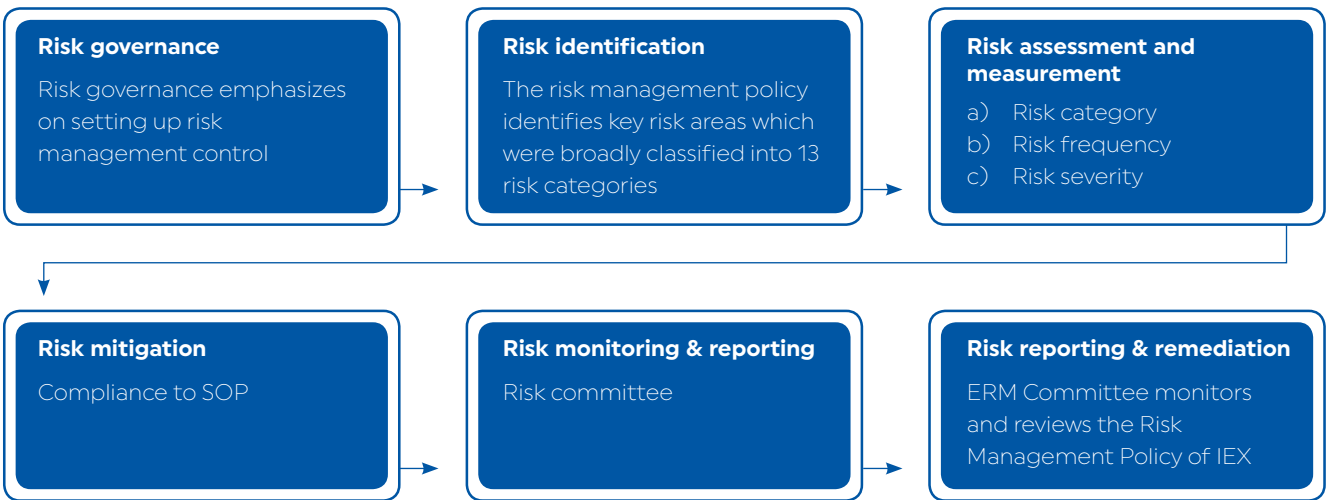 Risk governance
Risk governance emphasizes
on setting up risk
management control
Risk identification
The risk management policy
identifies key risk areas which
were broadly classified into 13
risk categories
Risk assessment and
measurement
a) Risk category
b) Risk frequency
c) Risk severity
Risk mitigation
Compliance to SOP
Risk monitoring & reporting
Risk committee
Risk reporting & remediation
ERM Committee monitors
and reviews the Risk
Management Policy of IEX